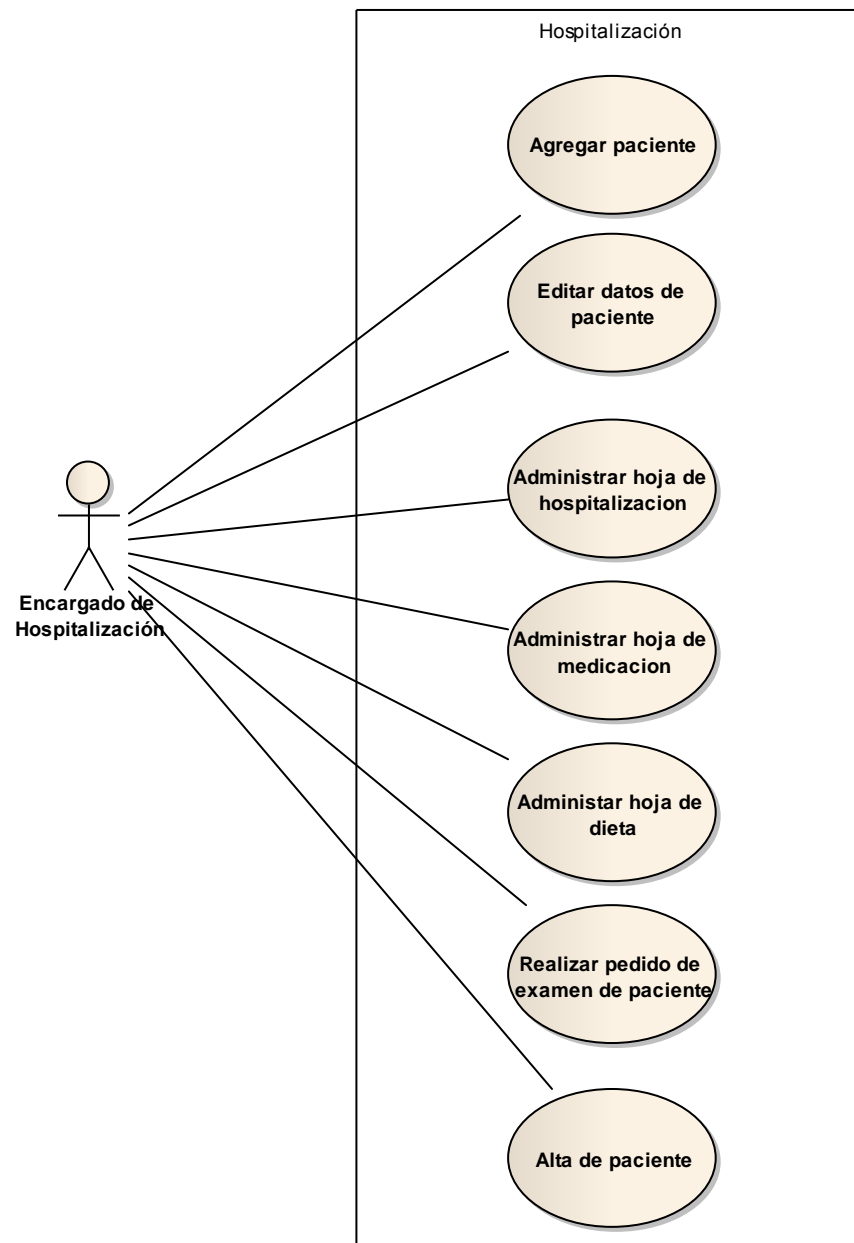 Hospitalización
Agregar paciente
Editar datos de
paciente
Administrar hoja de
hospitalizacion
Encargado de
Hospitalización
Administrar hoja de
medicacion
Administar hoja de
dieta
Realizar pedido de
examen de paciente
Alta de paciente